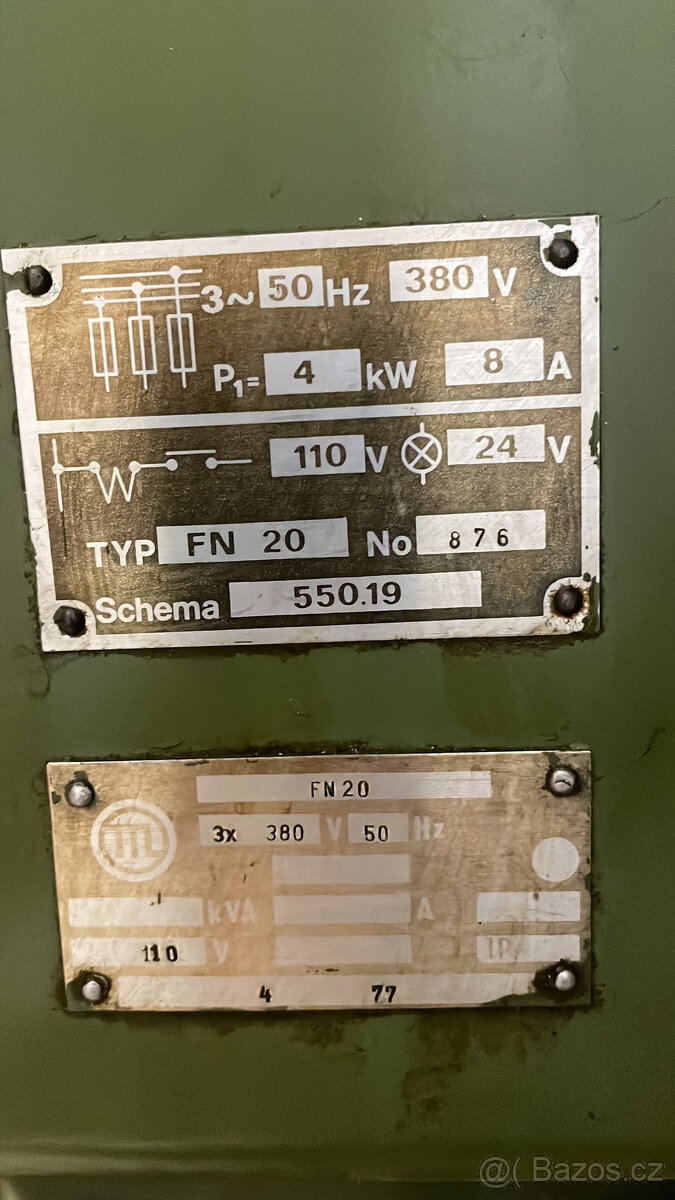 3~ 50 Hz 380 V
P1= 4 kW 8 A
110 V 24 V
TYP FN 20 No 876
Schema 550.19
FN20
3x 380 V 50 Hz
kVA A
110 V IP
4 77
@( Bazos.cz